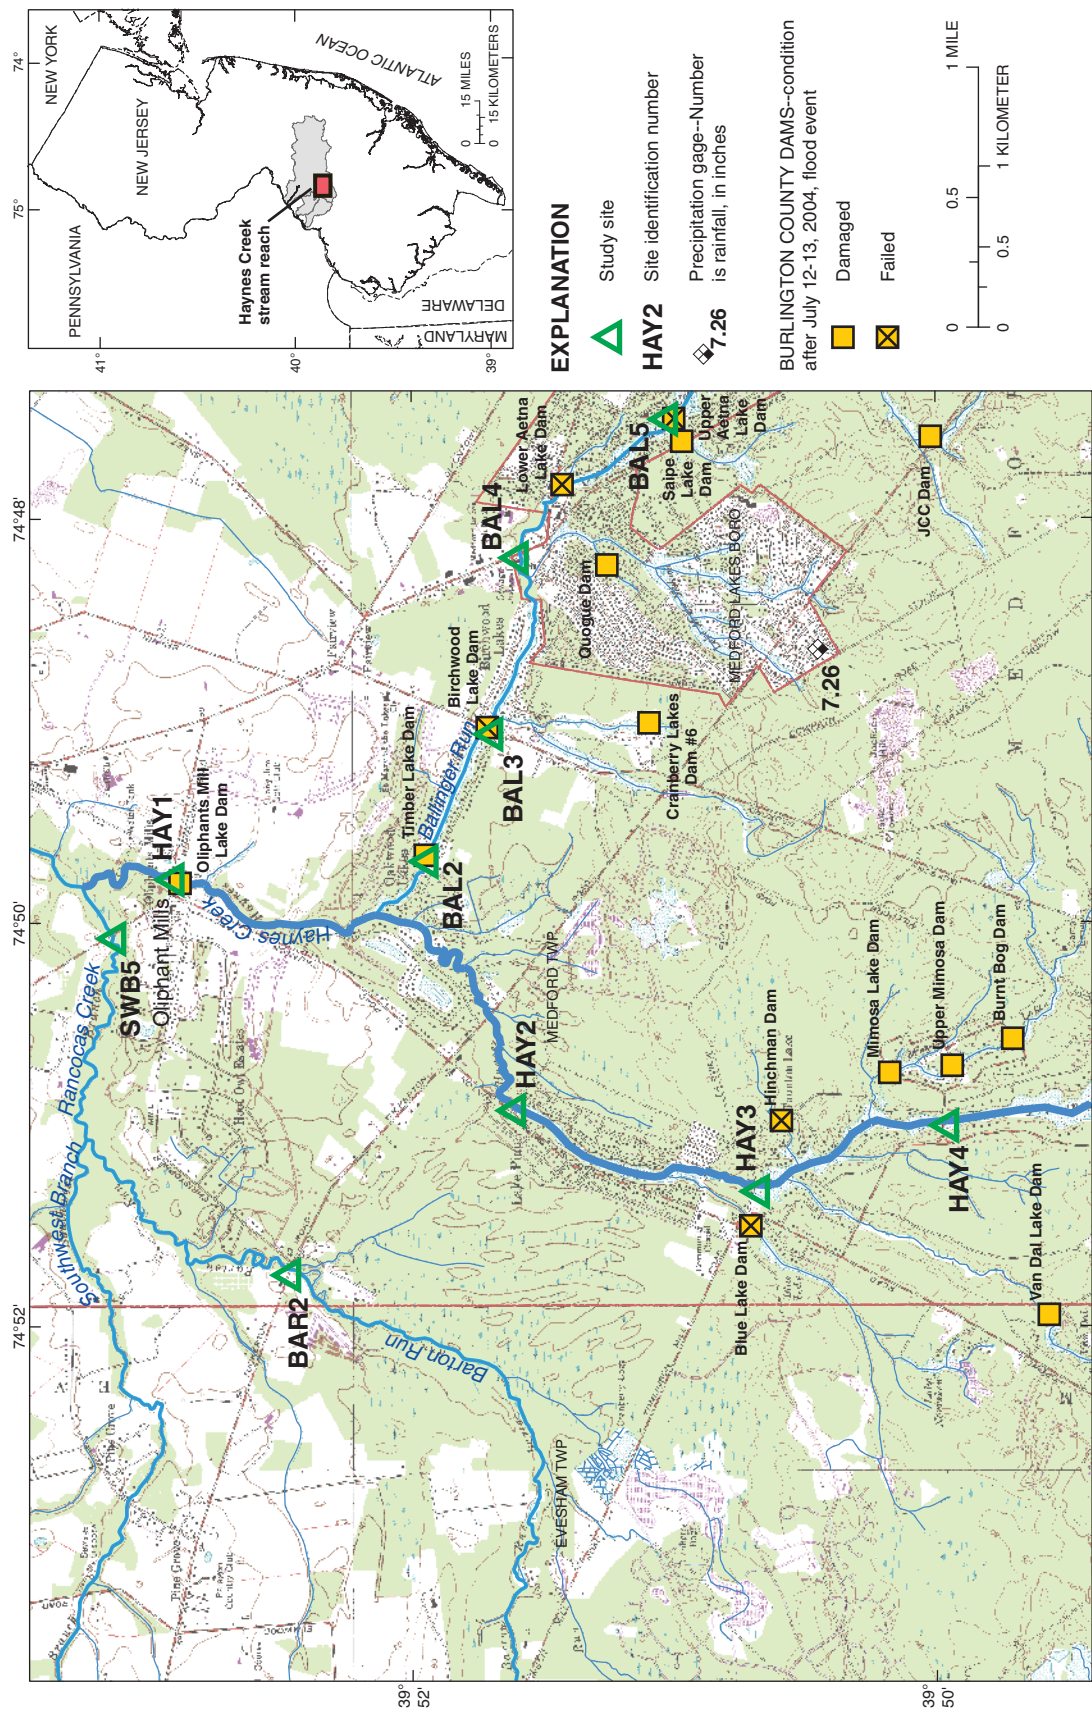 74°50'
74°52'
74°48'
39°
52'
39°
50'
SWB5
HAY1
Oliphants Mill
Lake Dam
Oliphant Mills
Haynes Creek
Southwest Branch Rancocas Creek
BAR2
Barton Run
EVESHAM TWP
MEDFORD TWP
HAY2
BAL2
Timber Lake Dam
Ballinger Run
BAL3
Birchwood
Lake Dam
BAL4
Lower Aetna
Lake Dam
BAL5
Saipe
Lake
Dam
Upper
Aetna
Lake
Dam
Quogue Dam
MEDFORD LAKES BORO
7.26
Cranberry Lakes
Dam #6
JCC Dam
HAY3
Hinchman Dam
Blue Lake Dam
Mimosa Lake Dam
Upper Mimosa Dam
Burnt Bog Dam
HAY4
Van Dal Lake Dam
Fairview
Pine Grove
M E D F O
75°
74°
41°
40°
39°
PENNSYLVANIA
NEW YORK
NEW JERSEY
ATLANTIC OCEAN
Haynes Creek
stream reach
MARYLAND
DELAWARE
0 15 MILES
0 15 KILOMETERS
EXPLANATION
Study site
HAY2 Site identification number
7.26 Precipitation gage--Number
is rainfall, in inches
BURLINGTON COUNTY DAMS--condition
after July 12-13, 2004, flood event
Damaged
Failed
0 0.5 1 MILE
0 0.5 1 KILOMETER